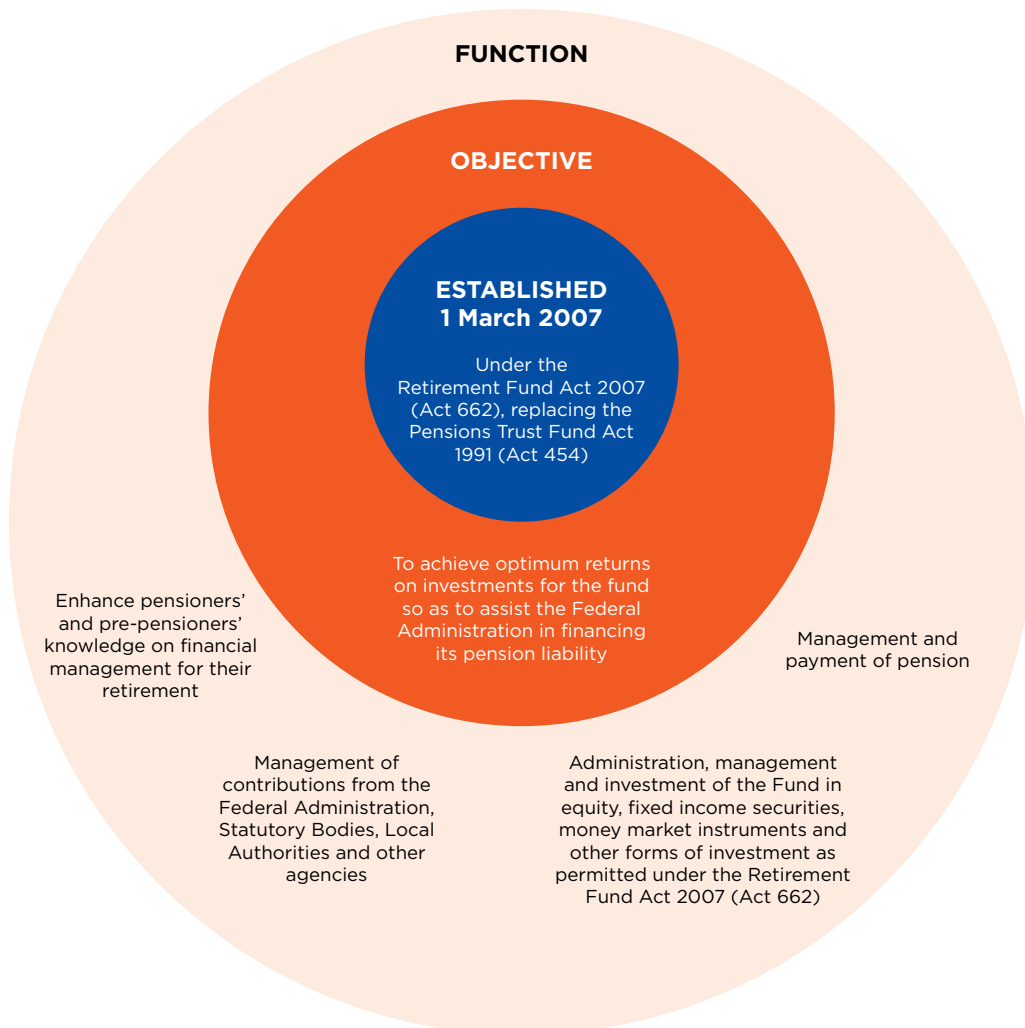 FUNCTION
OBJECTIVE
ESTABLISHED
1 March 2007
Under the
Retirement Fund Act 2007
(Act 662), replacing the
Pensions Trust Fund Act
1991 (Act 454)
To achieve optimum returns
on investments for the fund
so as to assist the Federal
Administration in financing
its pension liability
Enhance pensioners’
and pre-pensioners’
knowledge on financial
management for their
retirement
Management of
contributions from the
Federal Administration,
Statutory Bodies, Local
Authorities and other
agencies
Administration, management
and investment of the Fund in
equity, fixed income securities,
money market instruments and
other forms of investment as
permitted under the Retirement
Fund Act 2007 (Act 662)
Management and
payment of pension